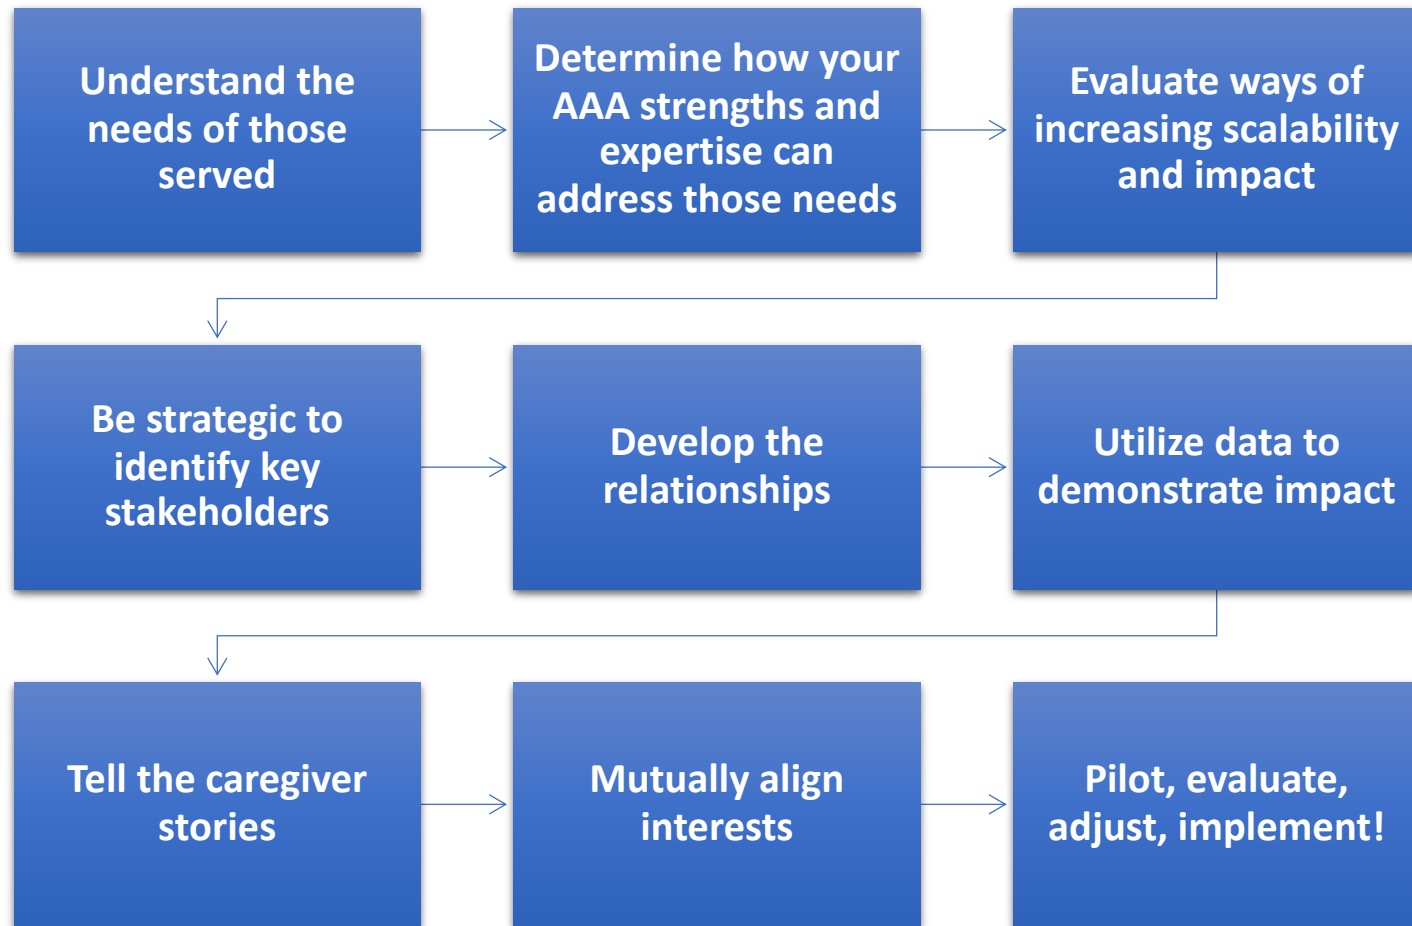 Understand the
needs of those
served
Determine how your
AAA strengths and
expertise can
address those needs
Evaluate ways of
increasing scalability
and impact
Be strategic to
identify key
stakeholders
Develop the
relationships
Utilize data to
demonstrate impact
Tell the caregiver
stories
Mutually align
interests
Pilot, evaluate,
adjust, implement!